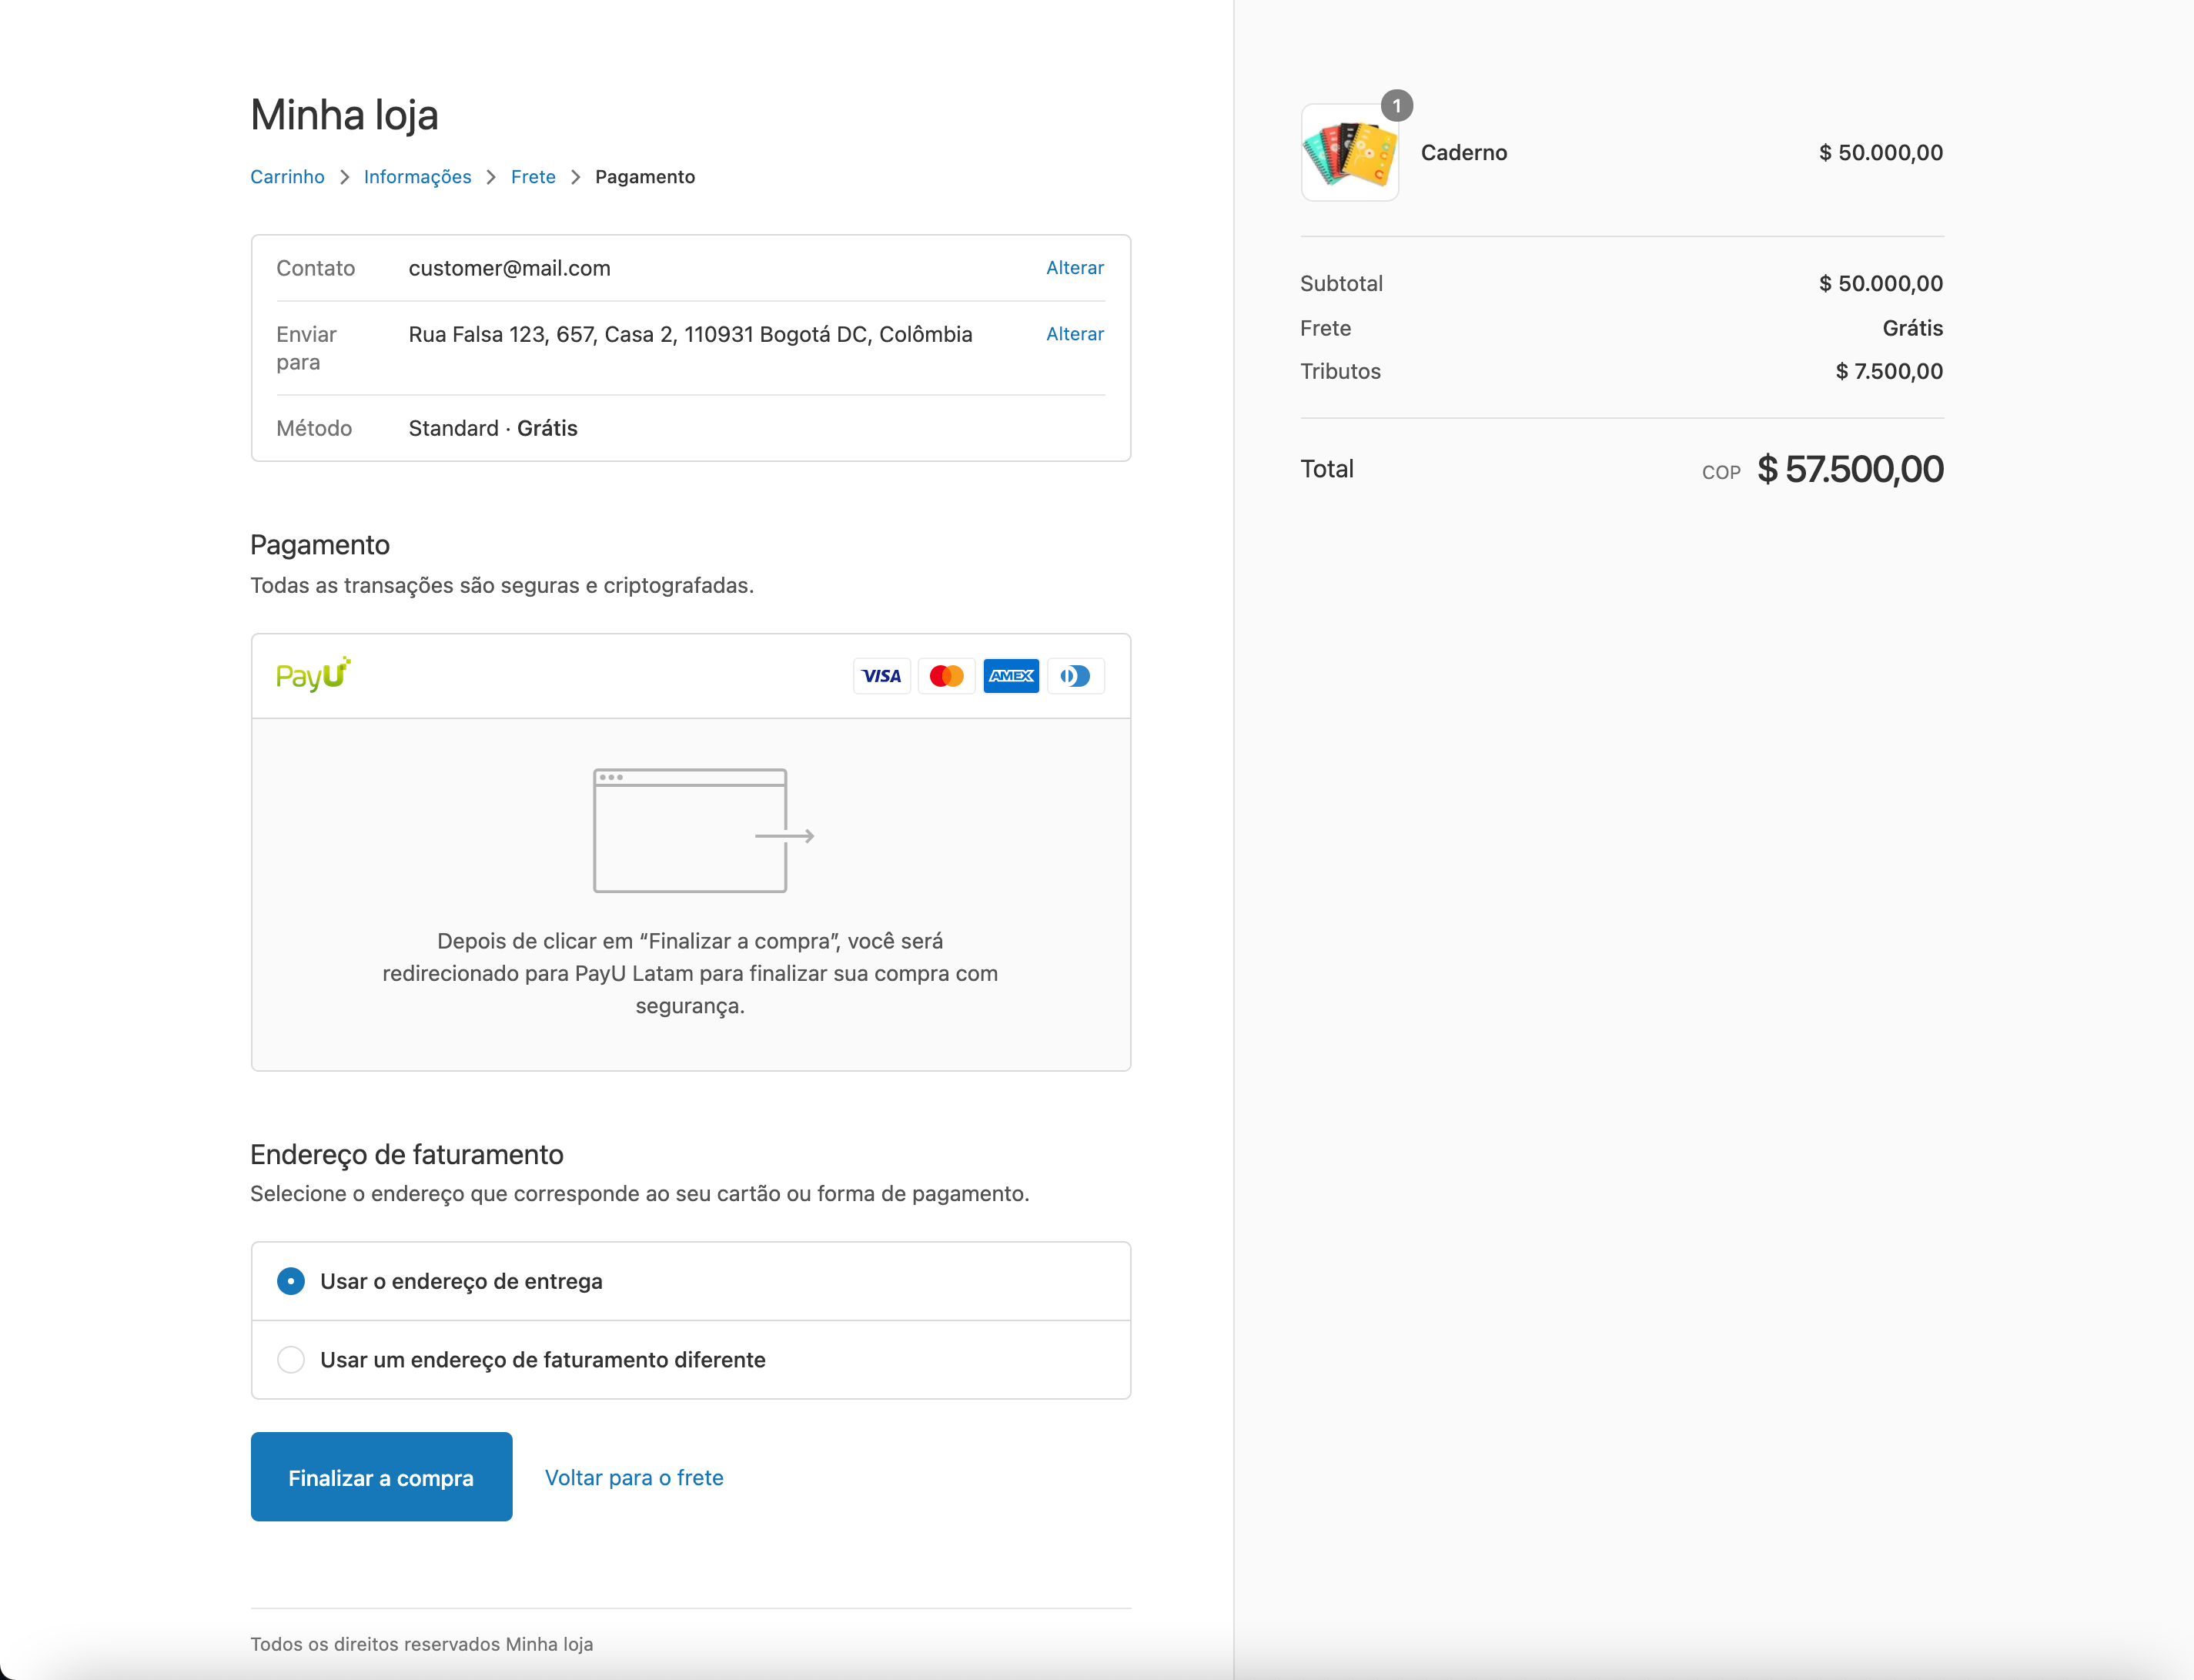 Minha loja
Carrinho > Informações > Frete > Pagamento
Contato customer@mail.com Alterar
Enviar para Rua Falsa 123, 657, Casa 2, 110931 Bogotá DC, Colômbia Alterar
Método Standard · Grátis
Pagamento
Todas as transações são seguras e criptografadas.
PayU VISA AMEX
Depois de clicar em “Finalizar a compra”, você será
redirecionado para PayU Latam para finalizar sua compra com
segurança.
Endereço de faturamento
Selecione o endereço que corresponde ao seu cartão ou forma de pagamento.
Usar o endereço de entrega
Usar um endereço de faturamento diferente
Finalizar a compra Voltar para o frete
Todos os direitos reservados Minha loja
1
Caderno $ 50.000,00
Subtotal $ 50.000,00
Frete Grátis
Tributos $ 7.500,00
Total COP $ 57.500,00